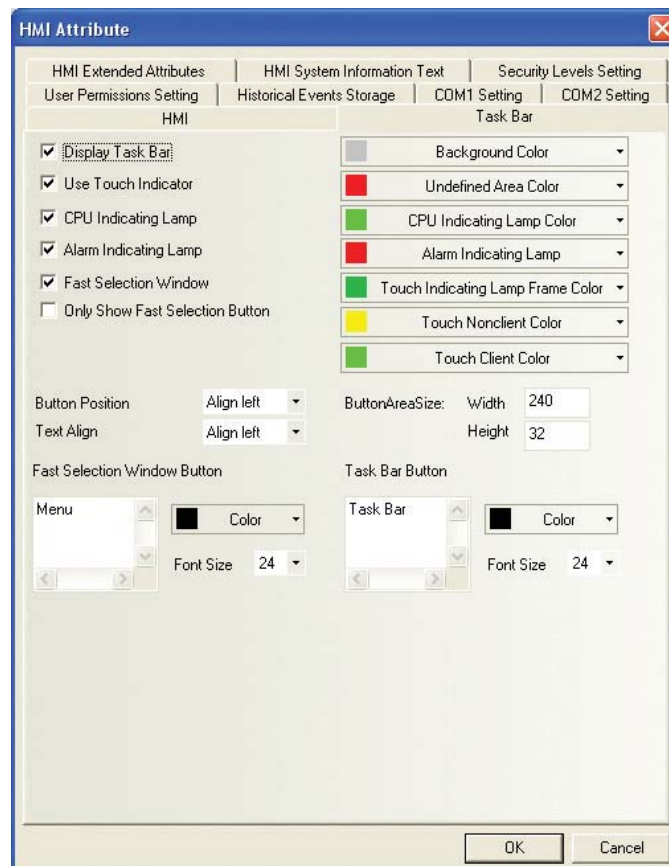 HMI Attribute
HMI Extended Attributes HMI System Information Text Security Levels Setting
User Permissions Setting Historical Events Storage COM1 Setting COM2 Setting
HMI Task Bar
Display Task Bar Background Color
Use Touch Indicator Undefined Area Color
CPU Indicating Lamp CPU Indicating Lamp Color
Alarm Indicating Lamp Alarm Indicating Lamp
Fast Selection Window Touch Indicating Lamp Frame Color
Only Show Fast Selection Button Touch Nonclient Color
Touch Client Color
Button Position Align left ButtonAreaSize: Width 240
Text Align Align left Height 32
Fast Selection Window Button Task Bar Button
Menu Color Task Bar Color
Font Size 24 Font Size 24
OK Cancel